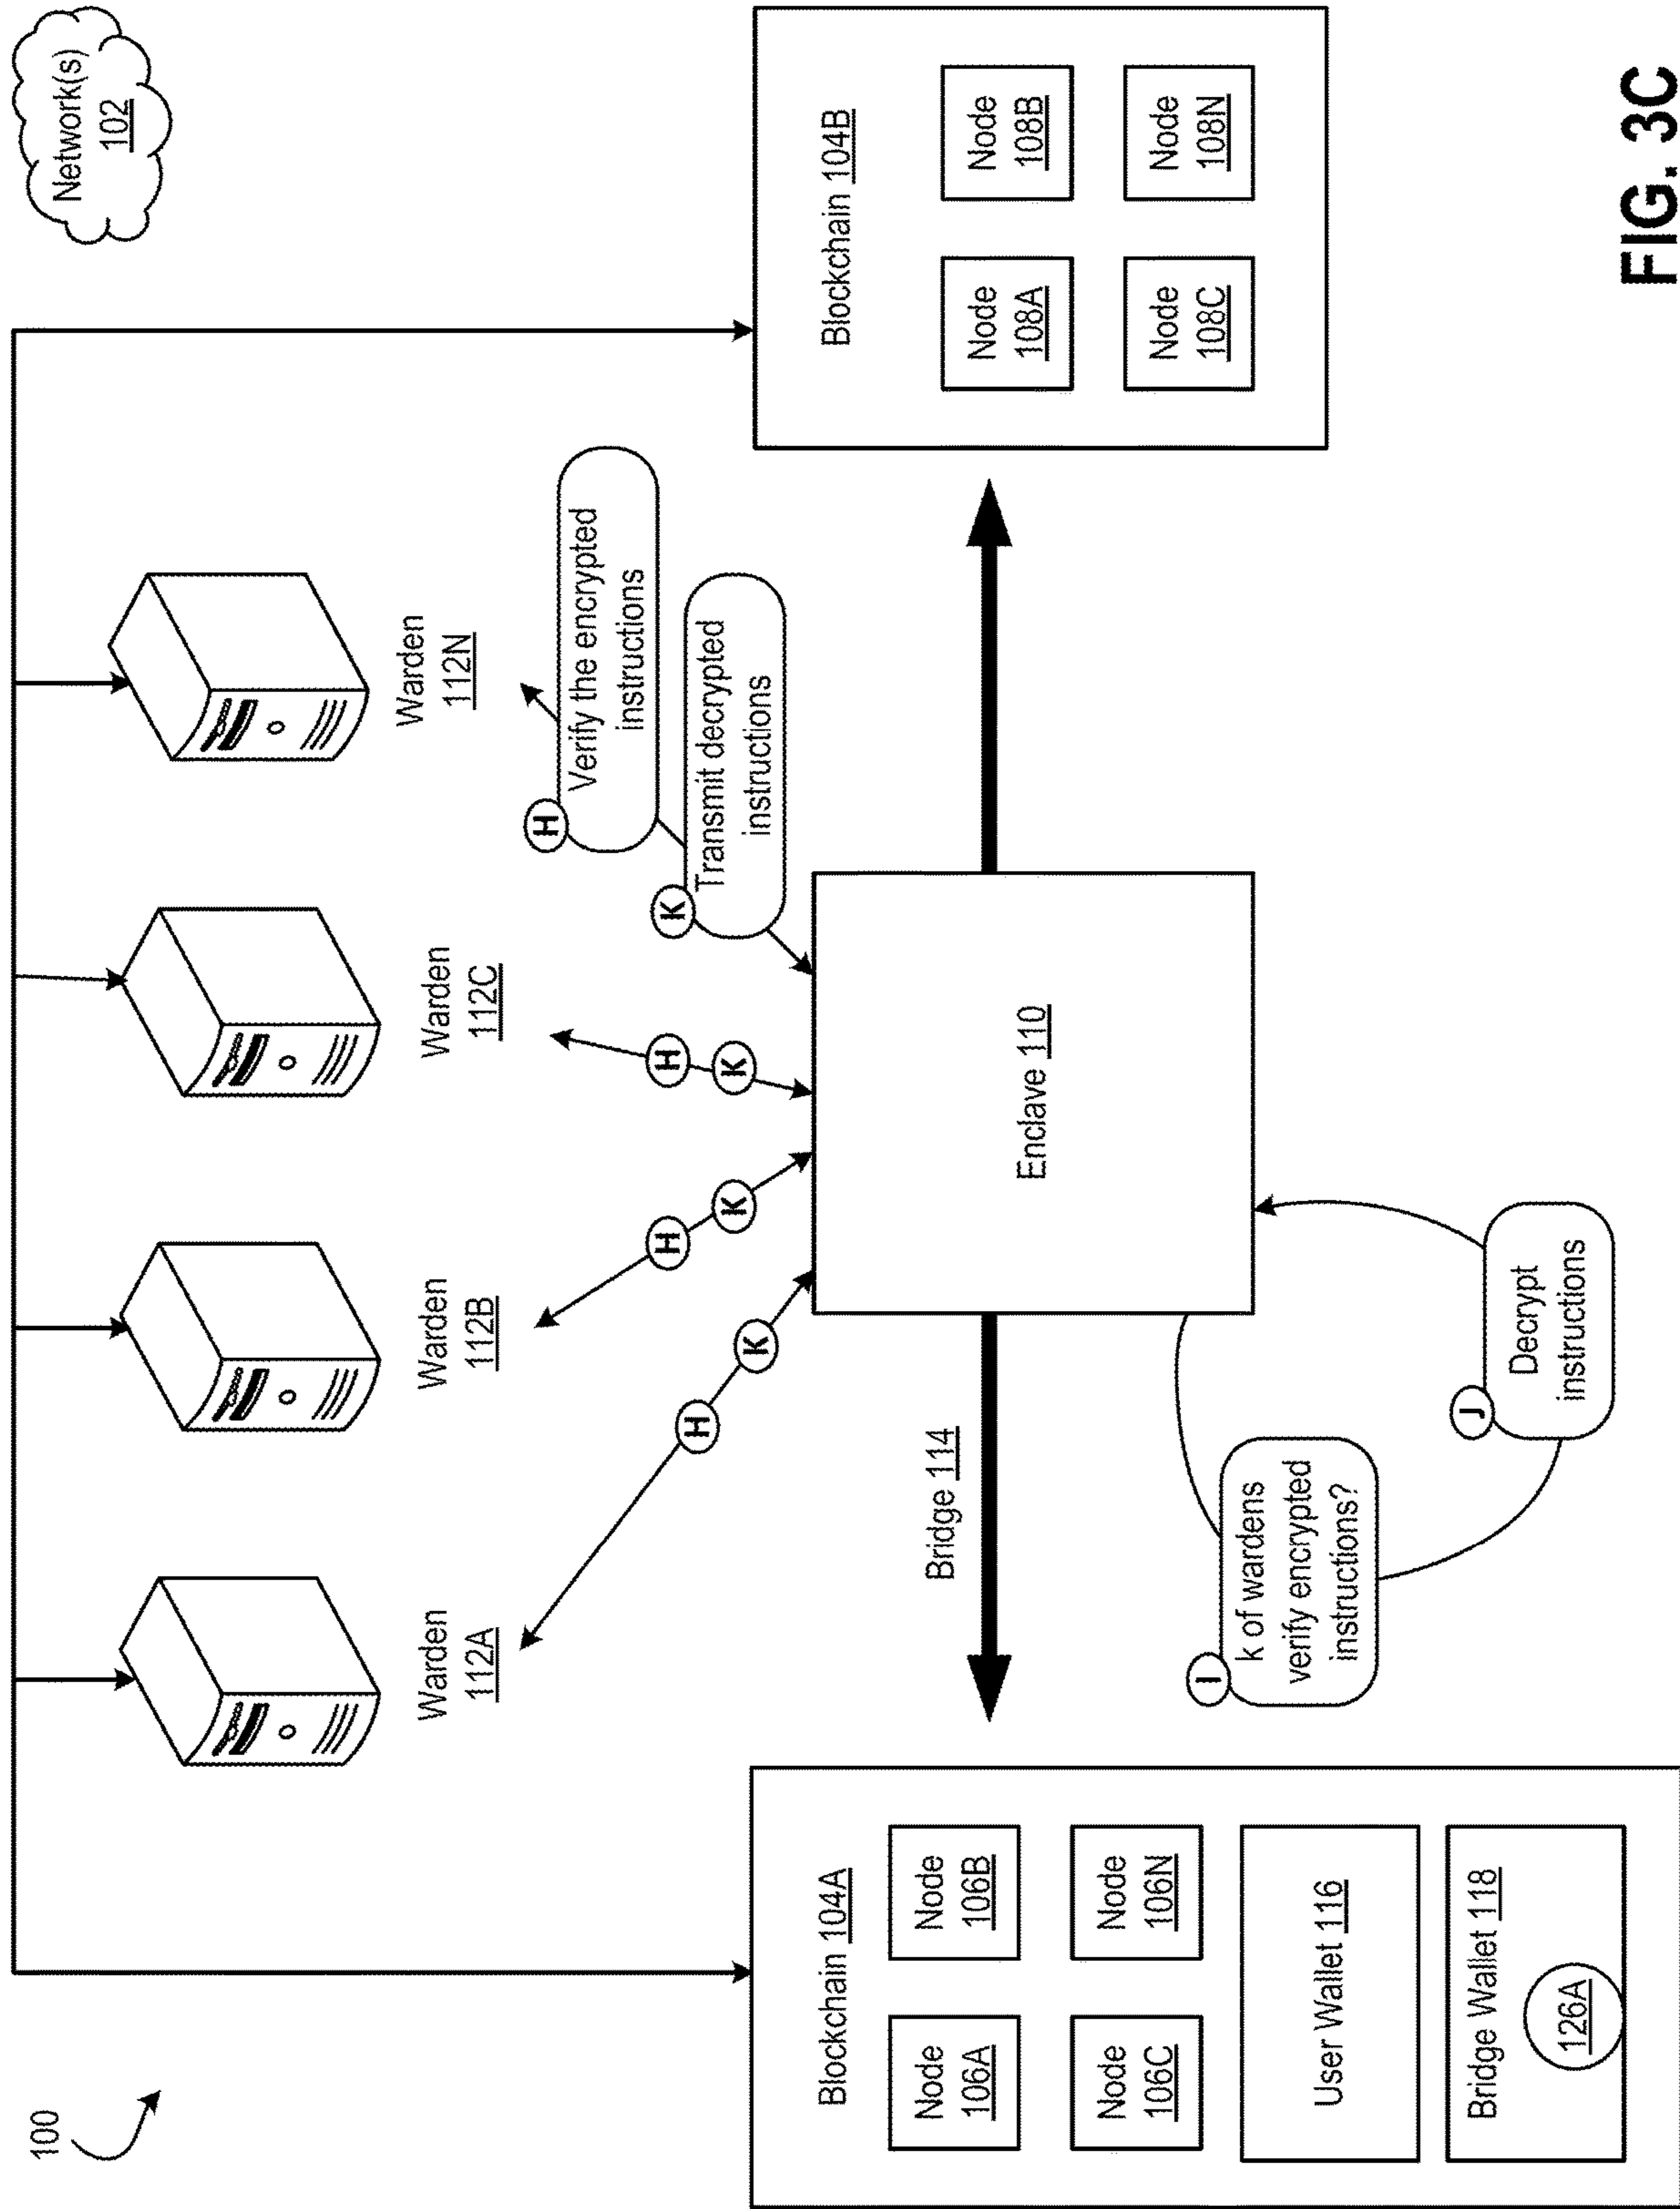 100
Network(s)
102
Warden
112A
Warden
112B
Warden
112C
Warden
112N
H
Verify the encrypted
instructions
K
Transmit decrypted
instructions
H
K
H
K
H
K
Blockchain 104A
Node
106A
Node
106B
Node
106C
Node
106N
User Wallet 116
Bridge Wallet 118
126A
Bridge 114
Enclave 110
I
k of wardens
verify encrypted
instructions?
J
Decrypt
instructions
Blockchain 104B
Node
108A
Node
108B
Node
108C
Node
108N
FIG. 3C